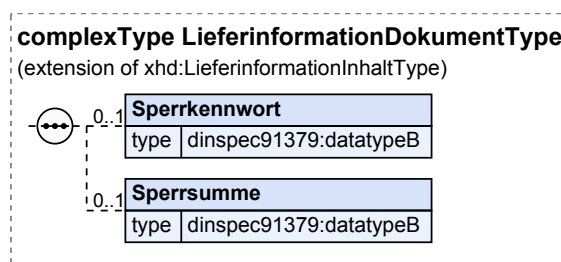 complexType LieferinformationDokumentType
(extension of xhd:LieferinformationInhaltType)
0..1 Sperrkennwort
type dinspec91379:datatypeB
0..1 Sperrsumme
type dinspec91379:datatypeB